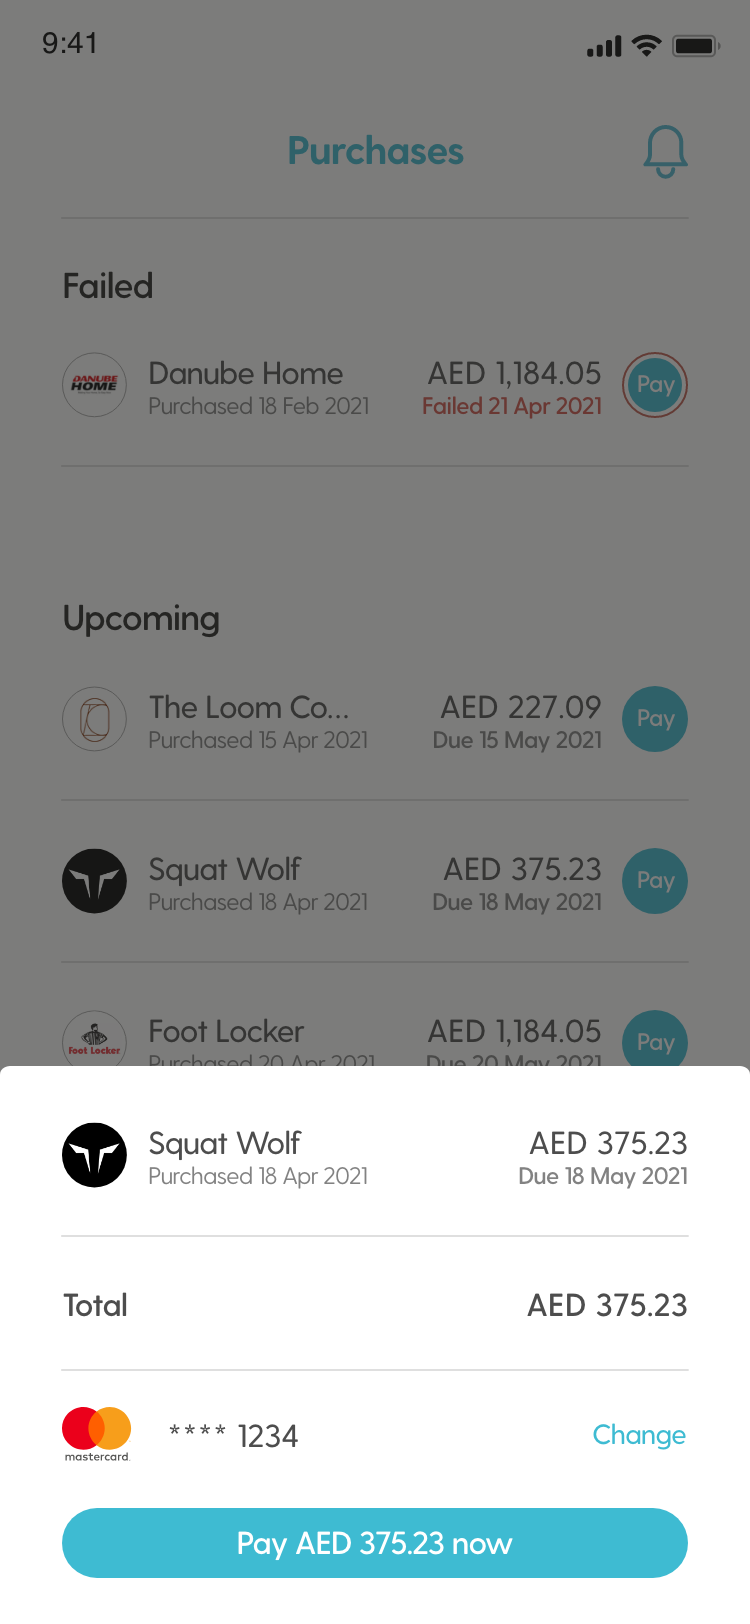 9:41
Purchases
Failed
DANUBE
HOME
Danube Home
AED 1,184.05
Pay
Purchased 18 Feb 2021
Failed 21 Apr 2021
Upcoming
The Loom Co...
AED 227.09
Pay
Purchased 15 Apr 2021
Due 15 May 2021
Squat Wolf
AED 375.23
Pay
Purchased 18 Apr 2021
Due 18 May 2021
Foot Locker
Foot Locker
AED 1,184.05
Pay
Purchased 20 Apr 2021
Due 20 May 2021
Squat Wolf
AED 375.23
Purchased 18 Apr 2021
Due 18 May 2021
Total
AED 375.23
mastercard.
**** 1234
Change
Pay AED 375.23 now